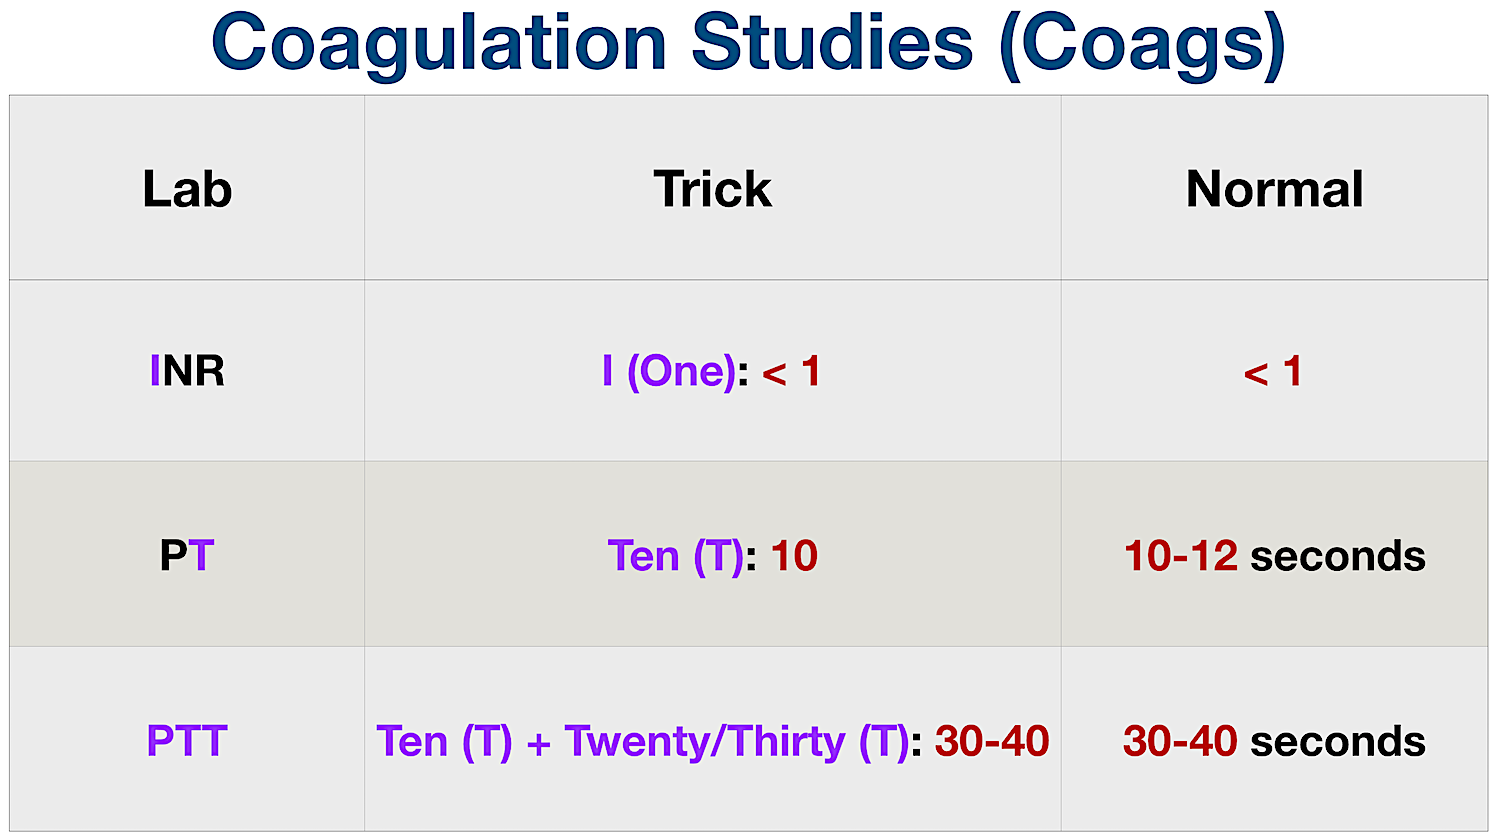 Coagulation Studies (Coags)
Lab Trick Normal
INR I (One): < 1 < 1
PT Ten (T): 10 10-12 seconds
PTT Ten (T) + Twenty/Thirty (T): 30-40 30-40 seconds